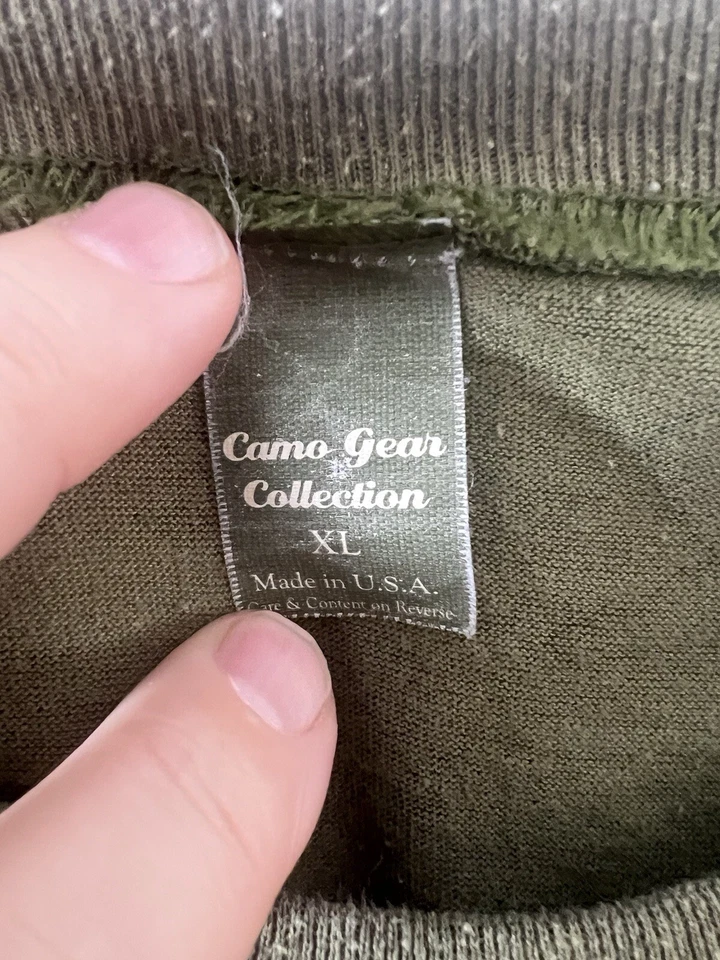 Camo Gear
Collection
XL
Made in U.S.A.
Care & Content on Reverse